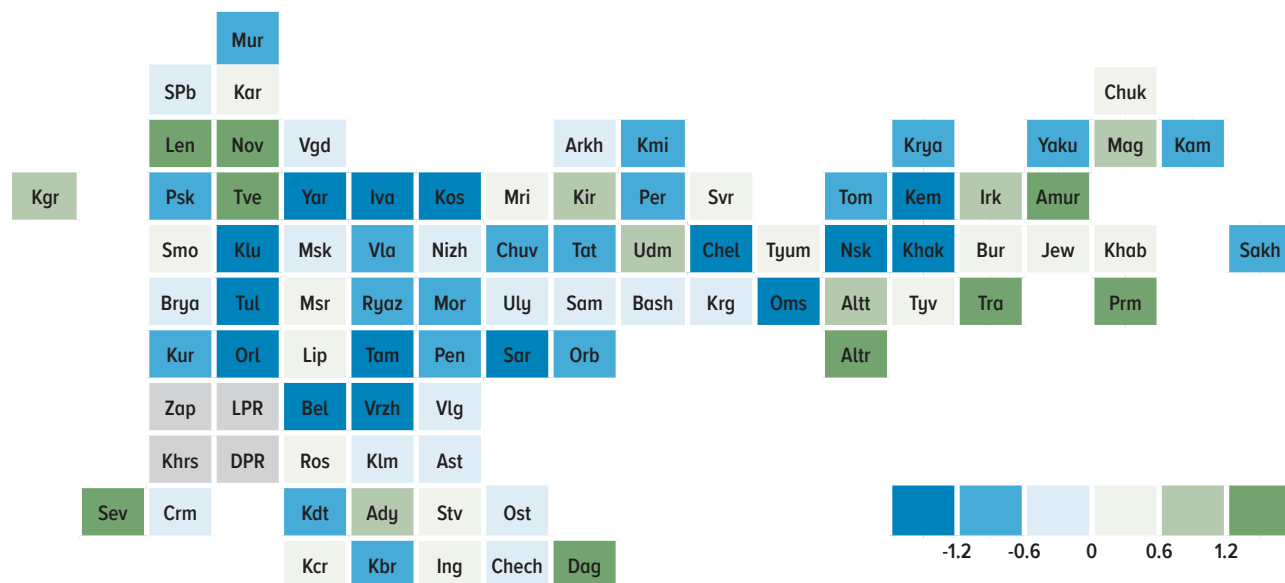 Mur
SPb Kar Chuk
Len Nov Vgd Arkh Kmi Krya Yaku Mag Kam
Kgr Psk Tve Yar Iva Kos Mri Kir Per Svr Tom Kem Irk Amur
Smo Klu Msk Vla Nizh Chuv Tat Udm Chel Tyum Nsk Khak Bur Jew Khab Sakh
Brya Tul Msr Ryaz Mor Uly Sam Bash Krg Oms Altt Tyv Tra Prm
Kur Orl Lip Tam Pen Sar Orb Altr
Zap LPR Bel Vrzh Vlg
Khrs DPR Ros Klm Ast
Sev Crm Kdt Ady Stv Ost
-1.2 -0.6 0 0.6 1.2
Kcr Kbr Ing Chech Dag